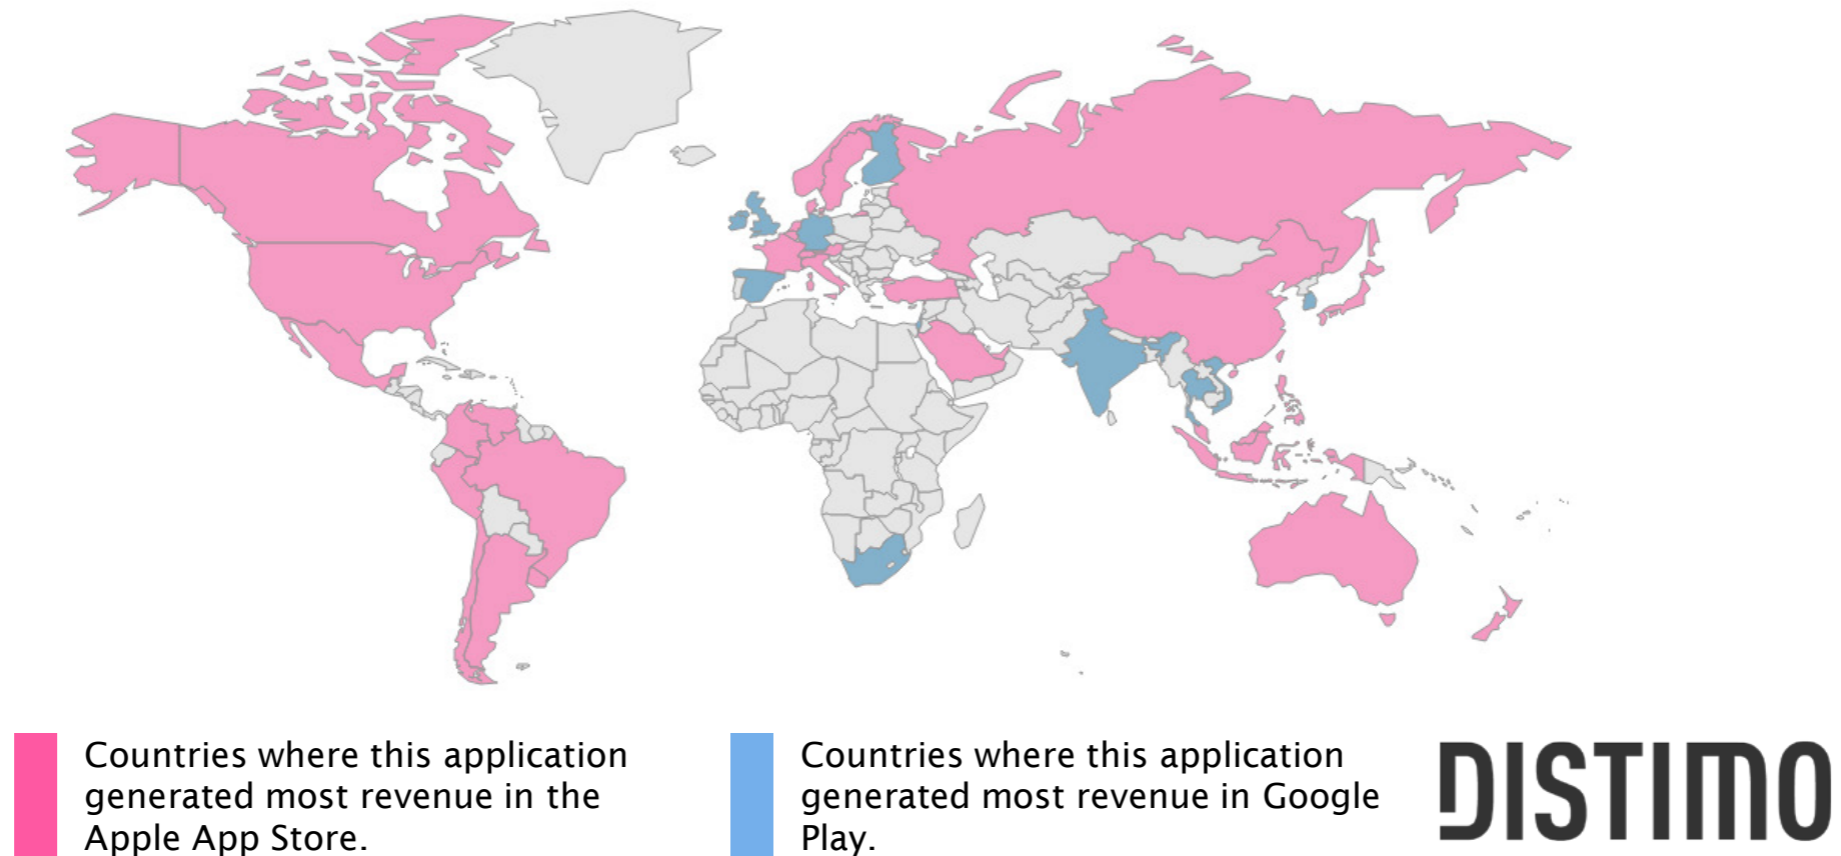 Countries where this application
generated most revenue in the
Apple App Store.
Countries where this application
generated most revenue in Google
Play.
DISTIMO